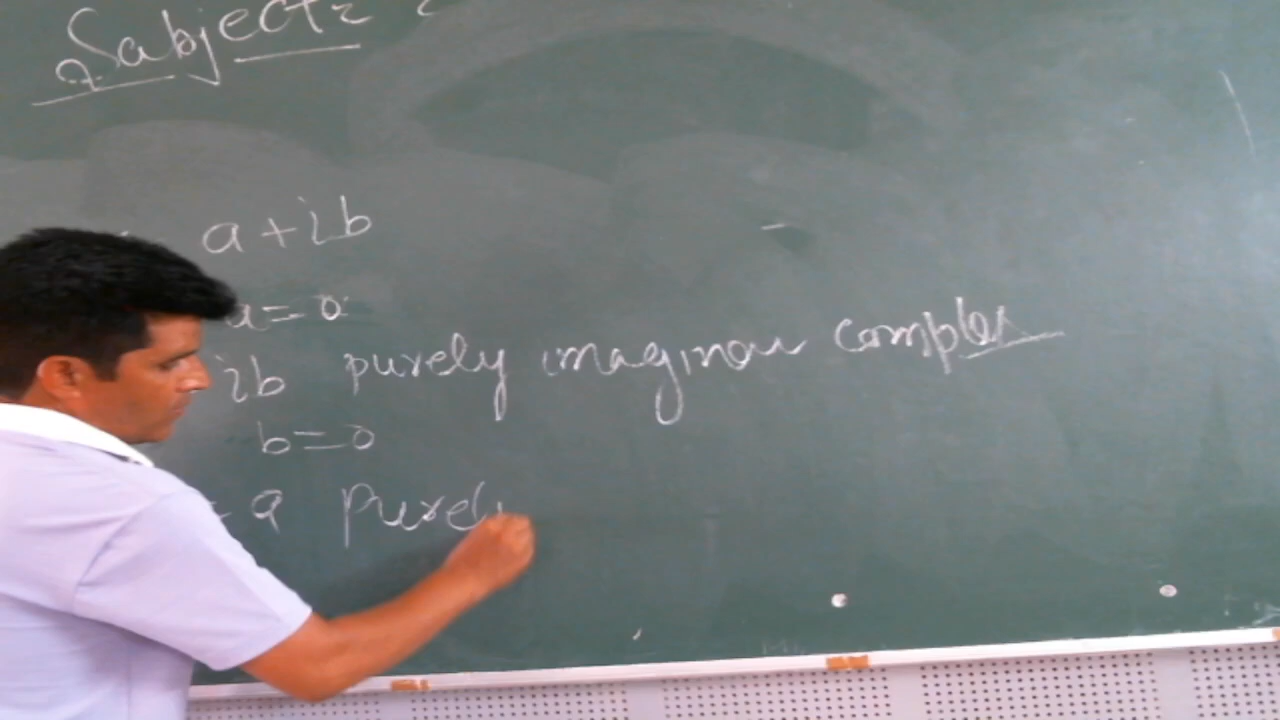 Subject:
a+ib
a=0
ib purely imaginary complex
b=0
= a purely